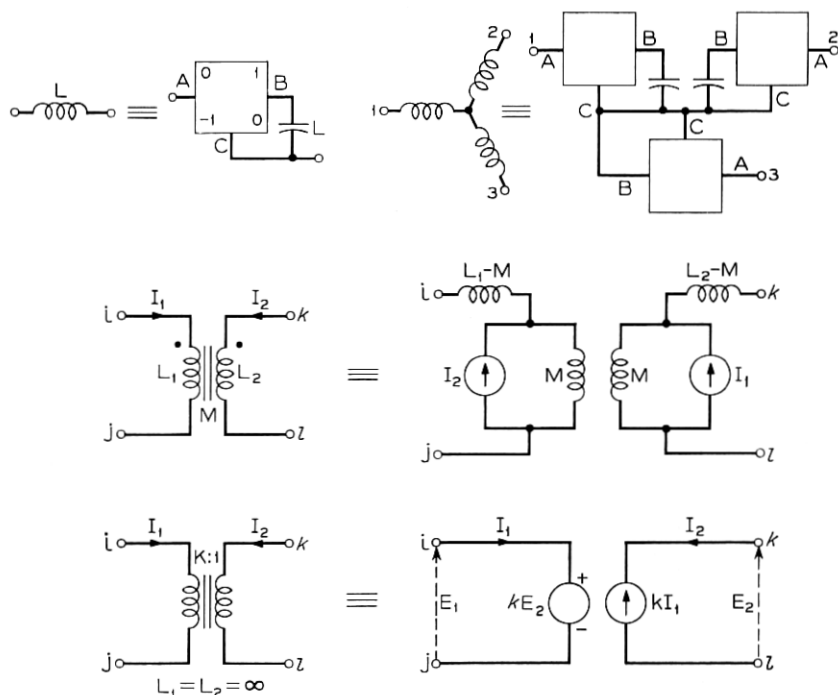 L ≡ A 0 1 B -1 0 C L
1 2 3 ≡ 1 A B B A 2
C C C
B A 3
i I₁ I₂ k ≡ i L₁-M L₂-M k
L₁ L₂ M I₂ M M I₁
j l j l
i I₁ K:1 I₂ k ≡ i I₁ I₂ k
E₁ kE₂ + - kI₁ E₂
j l j l
L₁=L₂=∞